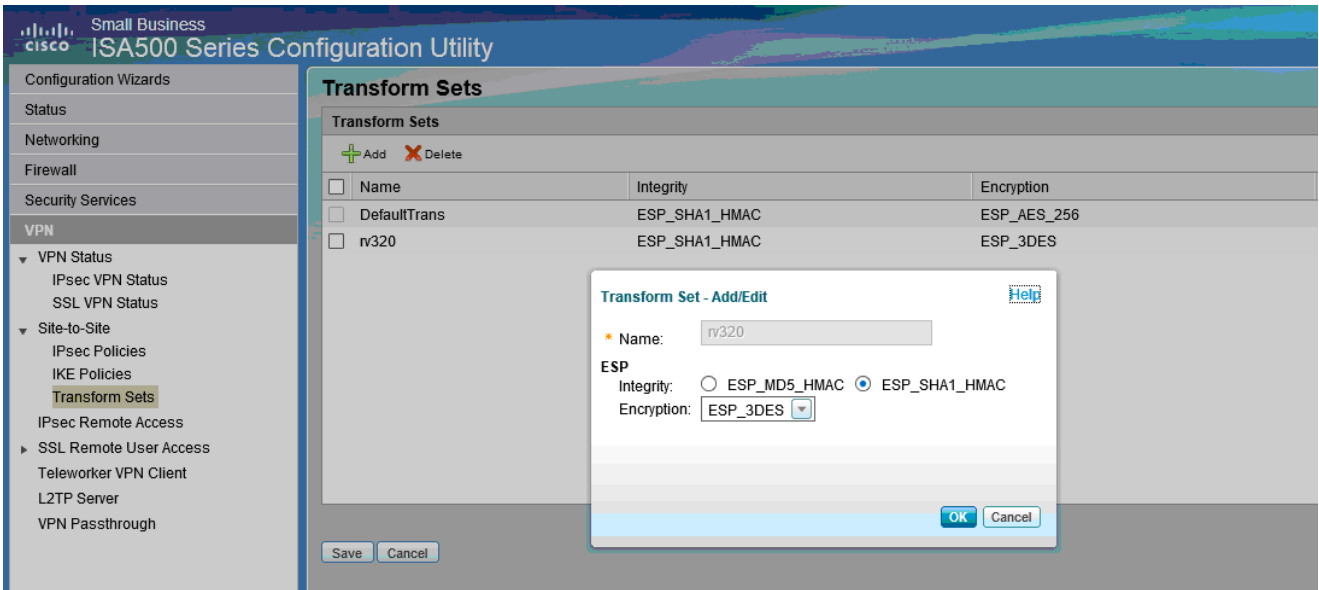 Small Business
CISCO ISA500 Series Configuration Utility
Configuration Wizards
Status
Networking
Firewall
Security Services
VPN
VPN Status
IPsec VPN Status
SSL VPN Status
Site-to-Site
IPsec Policies
IKE Policies
Transform Sets
IPsec Remote Access
SSL Remote User Access
Teleworker VPN Client
L2TP Server
VPN Passthrough
Transform Sets
Transform Sets
Add Delete
Name Integrity Encryption
DefaultTrans ESP_SHA1_HMAC ESP_AES_256
rv320 ESP_SHA1_HMAC ESP_3DES
Transform Set - Add/Edit Help
* Name: rv320
ESP
Integrity: ESP_MD5_HMAC ESP_SHA1_HMAC
Encryption: ESP_3DES
OK Cancel
Save Cancel